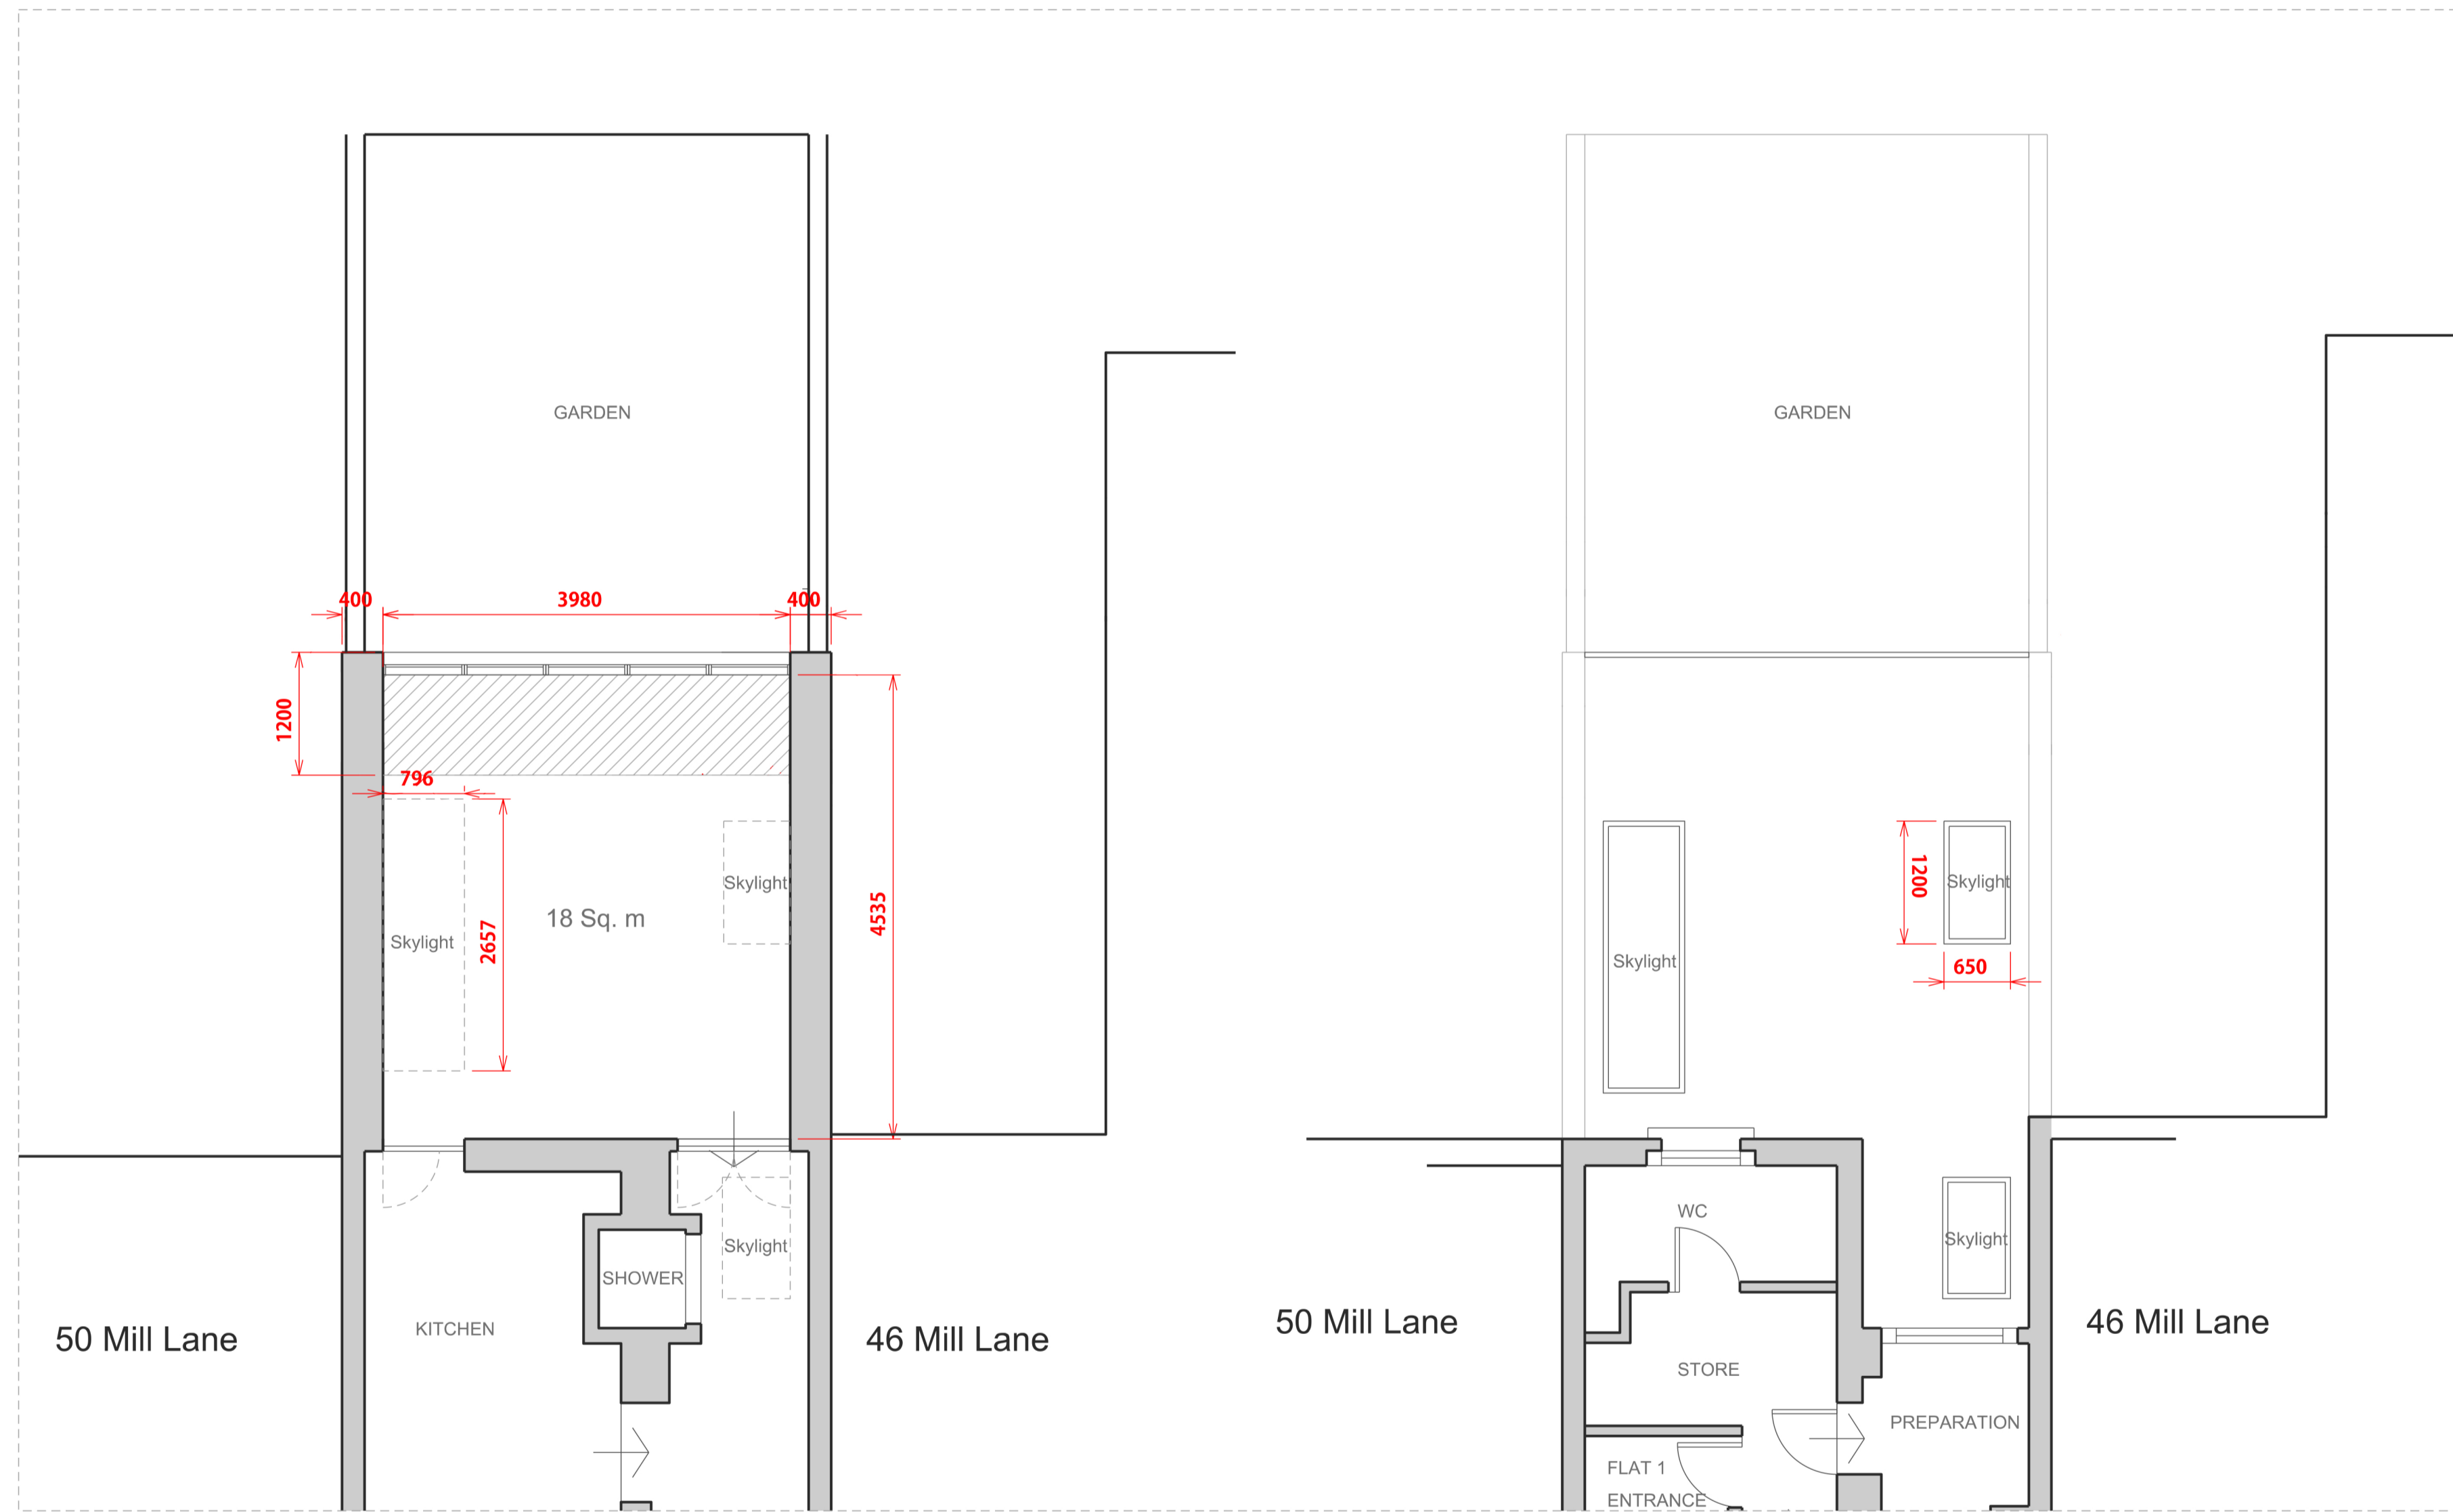 GARDEN
400
3980
400
1200
796
Skylight
2657
18 Sq. m
Skylight
4535
SHOWER
Skylight
KITCHEN
50 Mill Lane
46 Mill Lane
GARDEN
Skylight
1200
Skylight
650
WC
Skylight
50 Mill Lane
46 Mill Lane
STORE
PREPARATION
FLAT 1
ENTRANCE